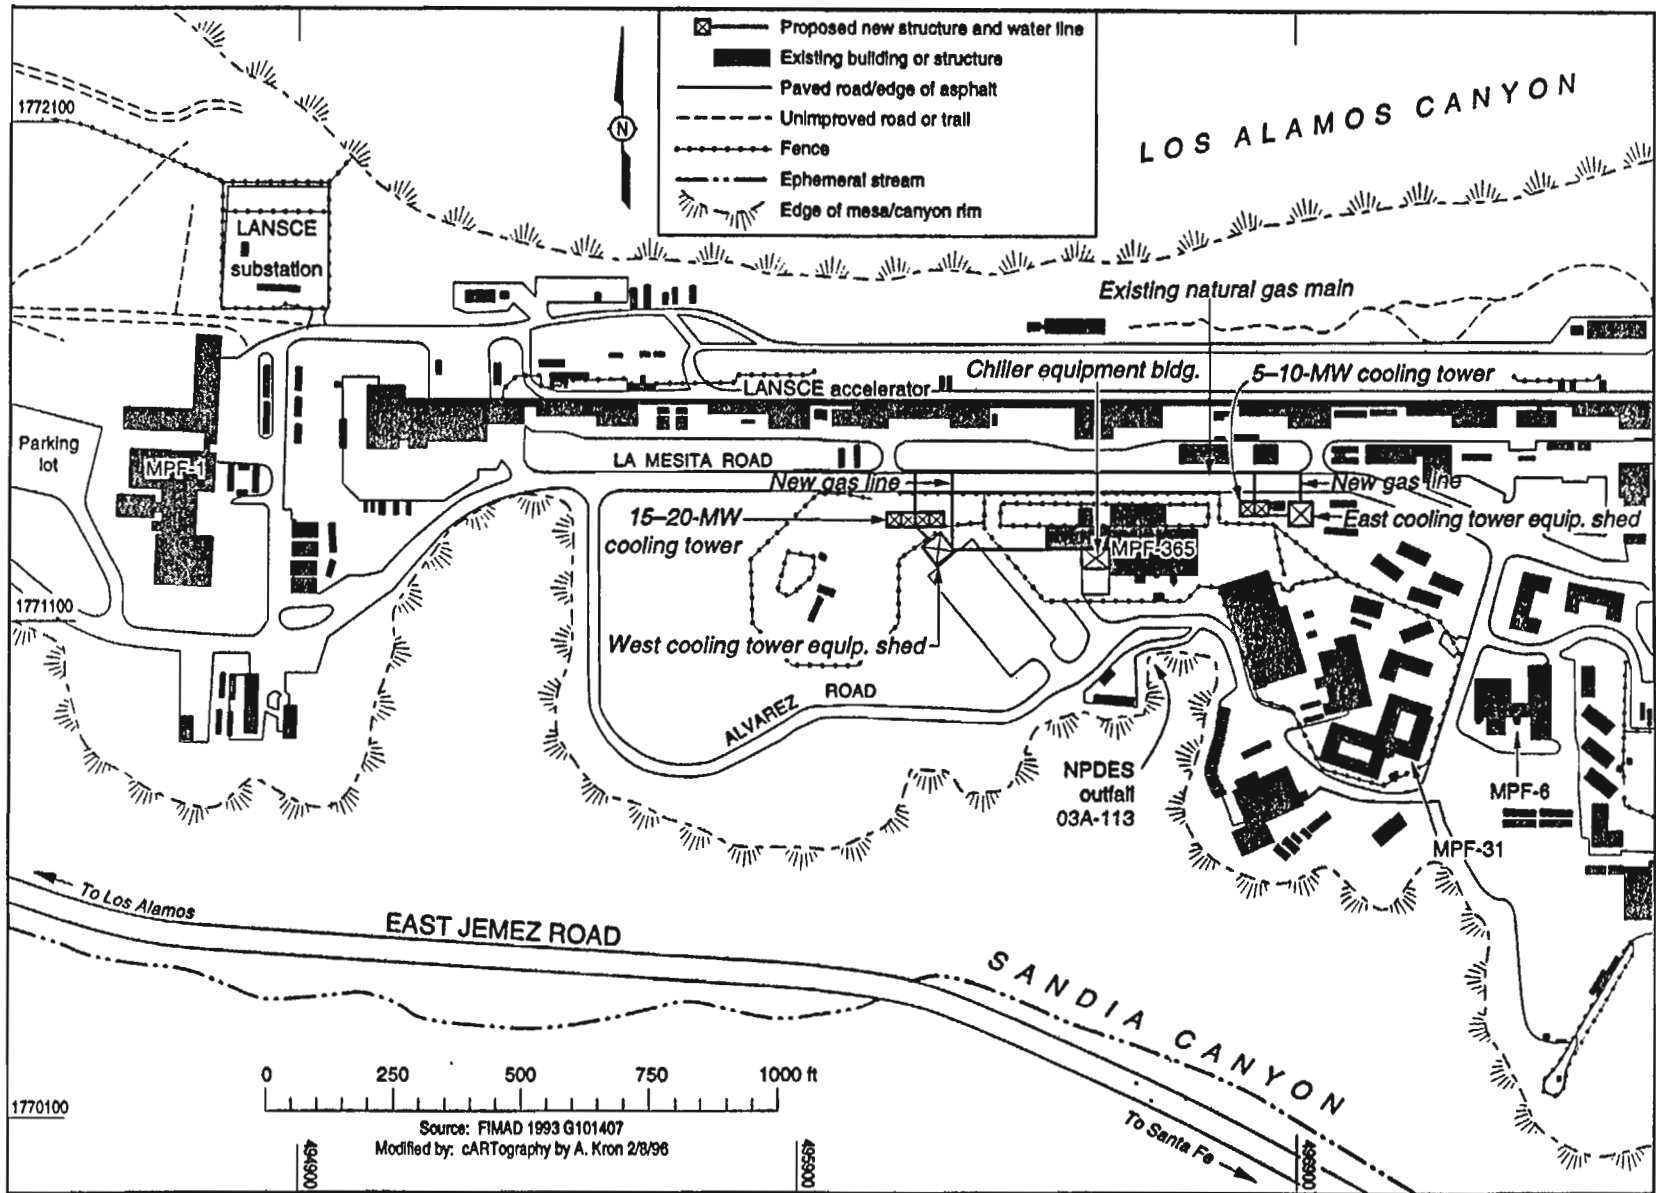 Proposed new structure and water line
Existing building or structure
Paved road/edge of asphalt
Unimproved road or trail
Fence
Ephemeral stream
Edge of mesa/canyon rim
N
LOS ALAMOS CANYON
1772100
LANSCE
substation
Existing natural gas main
Chiller equipment bldg.
5–10-MW cooling tower
LANSCE accelerator
Parking
lot
MPF-1
LA MESITA ROAD
New gas line
New gas line
15–20-MW
cooling tower
East cooling tower equip. shed
MPF-365
1771100
West cooling tower equip. shed
ALVAREZ
ROAD
NPDES
outfall
03A-113
MPF-6
MPF-31
To Los Alamos
EAST JEMEZ ROAD
SANDIA CANYON
0 250 500 750 1000 ft
1770100
Source: FIMAD 1993 G101407
Modified by: cARTography by A. Kron 2/8/96
To Santa Fe
494900
495900
496900